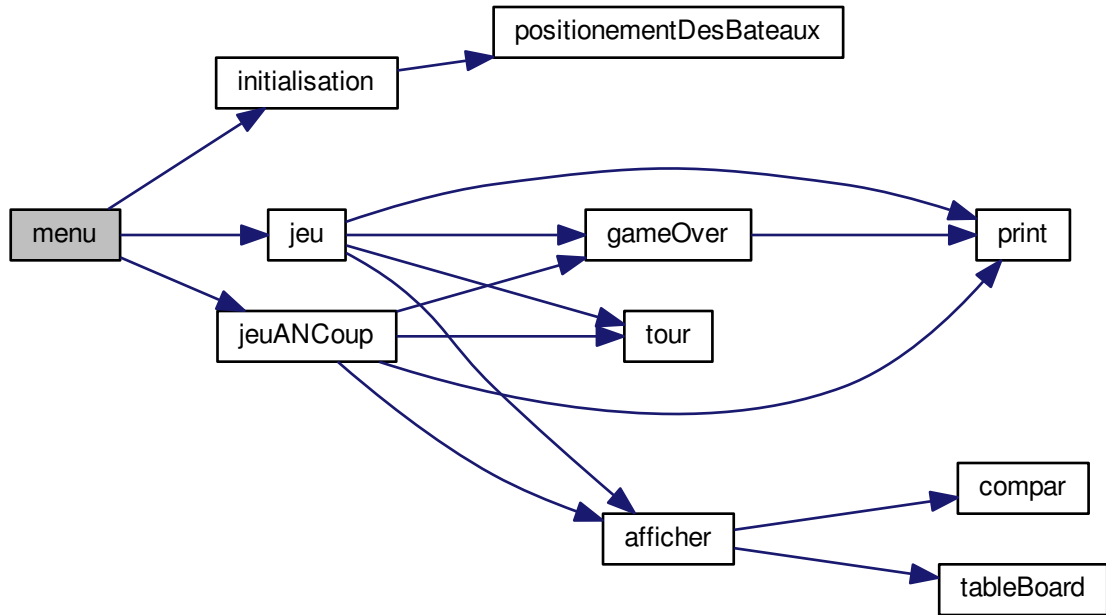 positionementDesBateaux
initialisation
menu
jeu
gameOver
print
jeuANCoup
tour
compar
afficher
tableBoard